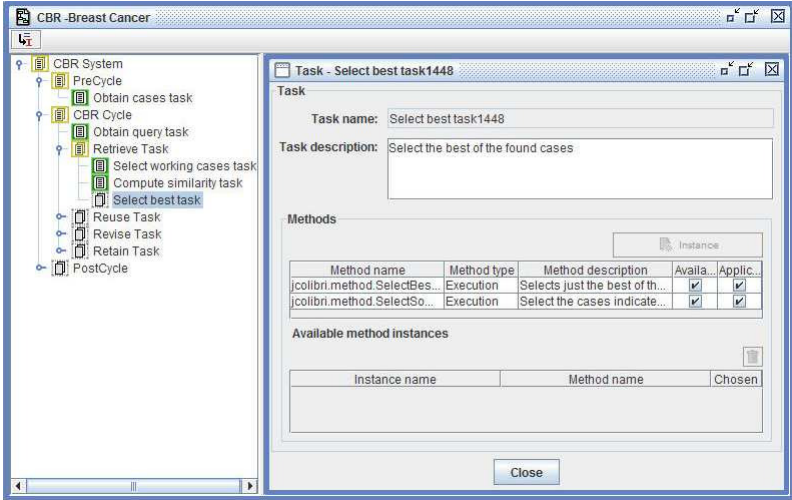 CBR -Breast Cancer
CBR System
PreCycle
Obtain cases task
CBR Cycle
Obtain query task
Retrieve Task
Select working cases task
Compute similarity task
Select best task
Reuse Task
Revise Task
Retain Task
PostCycle
Task - Select best task1448
Task
Task name: Select best task1448
Task description: Select the best of the found cases
Methods
Instance
Method name Method type Method description Availa... Applic...
jcolibri.method.SelectBes... Execution Selects just the best of th...
jcolibri.method.SelectSo... Execution Select the cases indicate...
Available method instances
Instance name Method name Chosen
Close